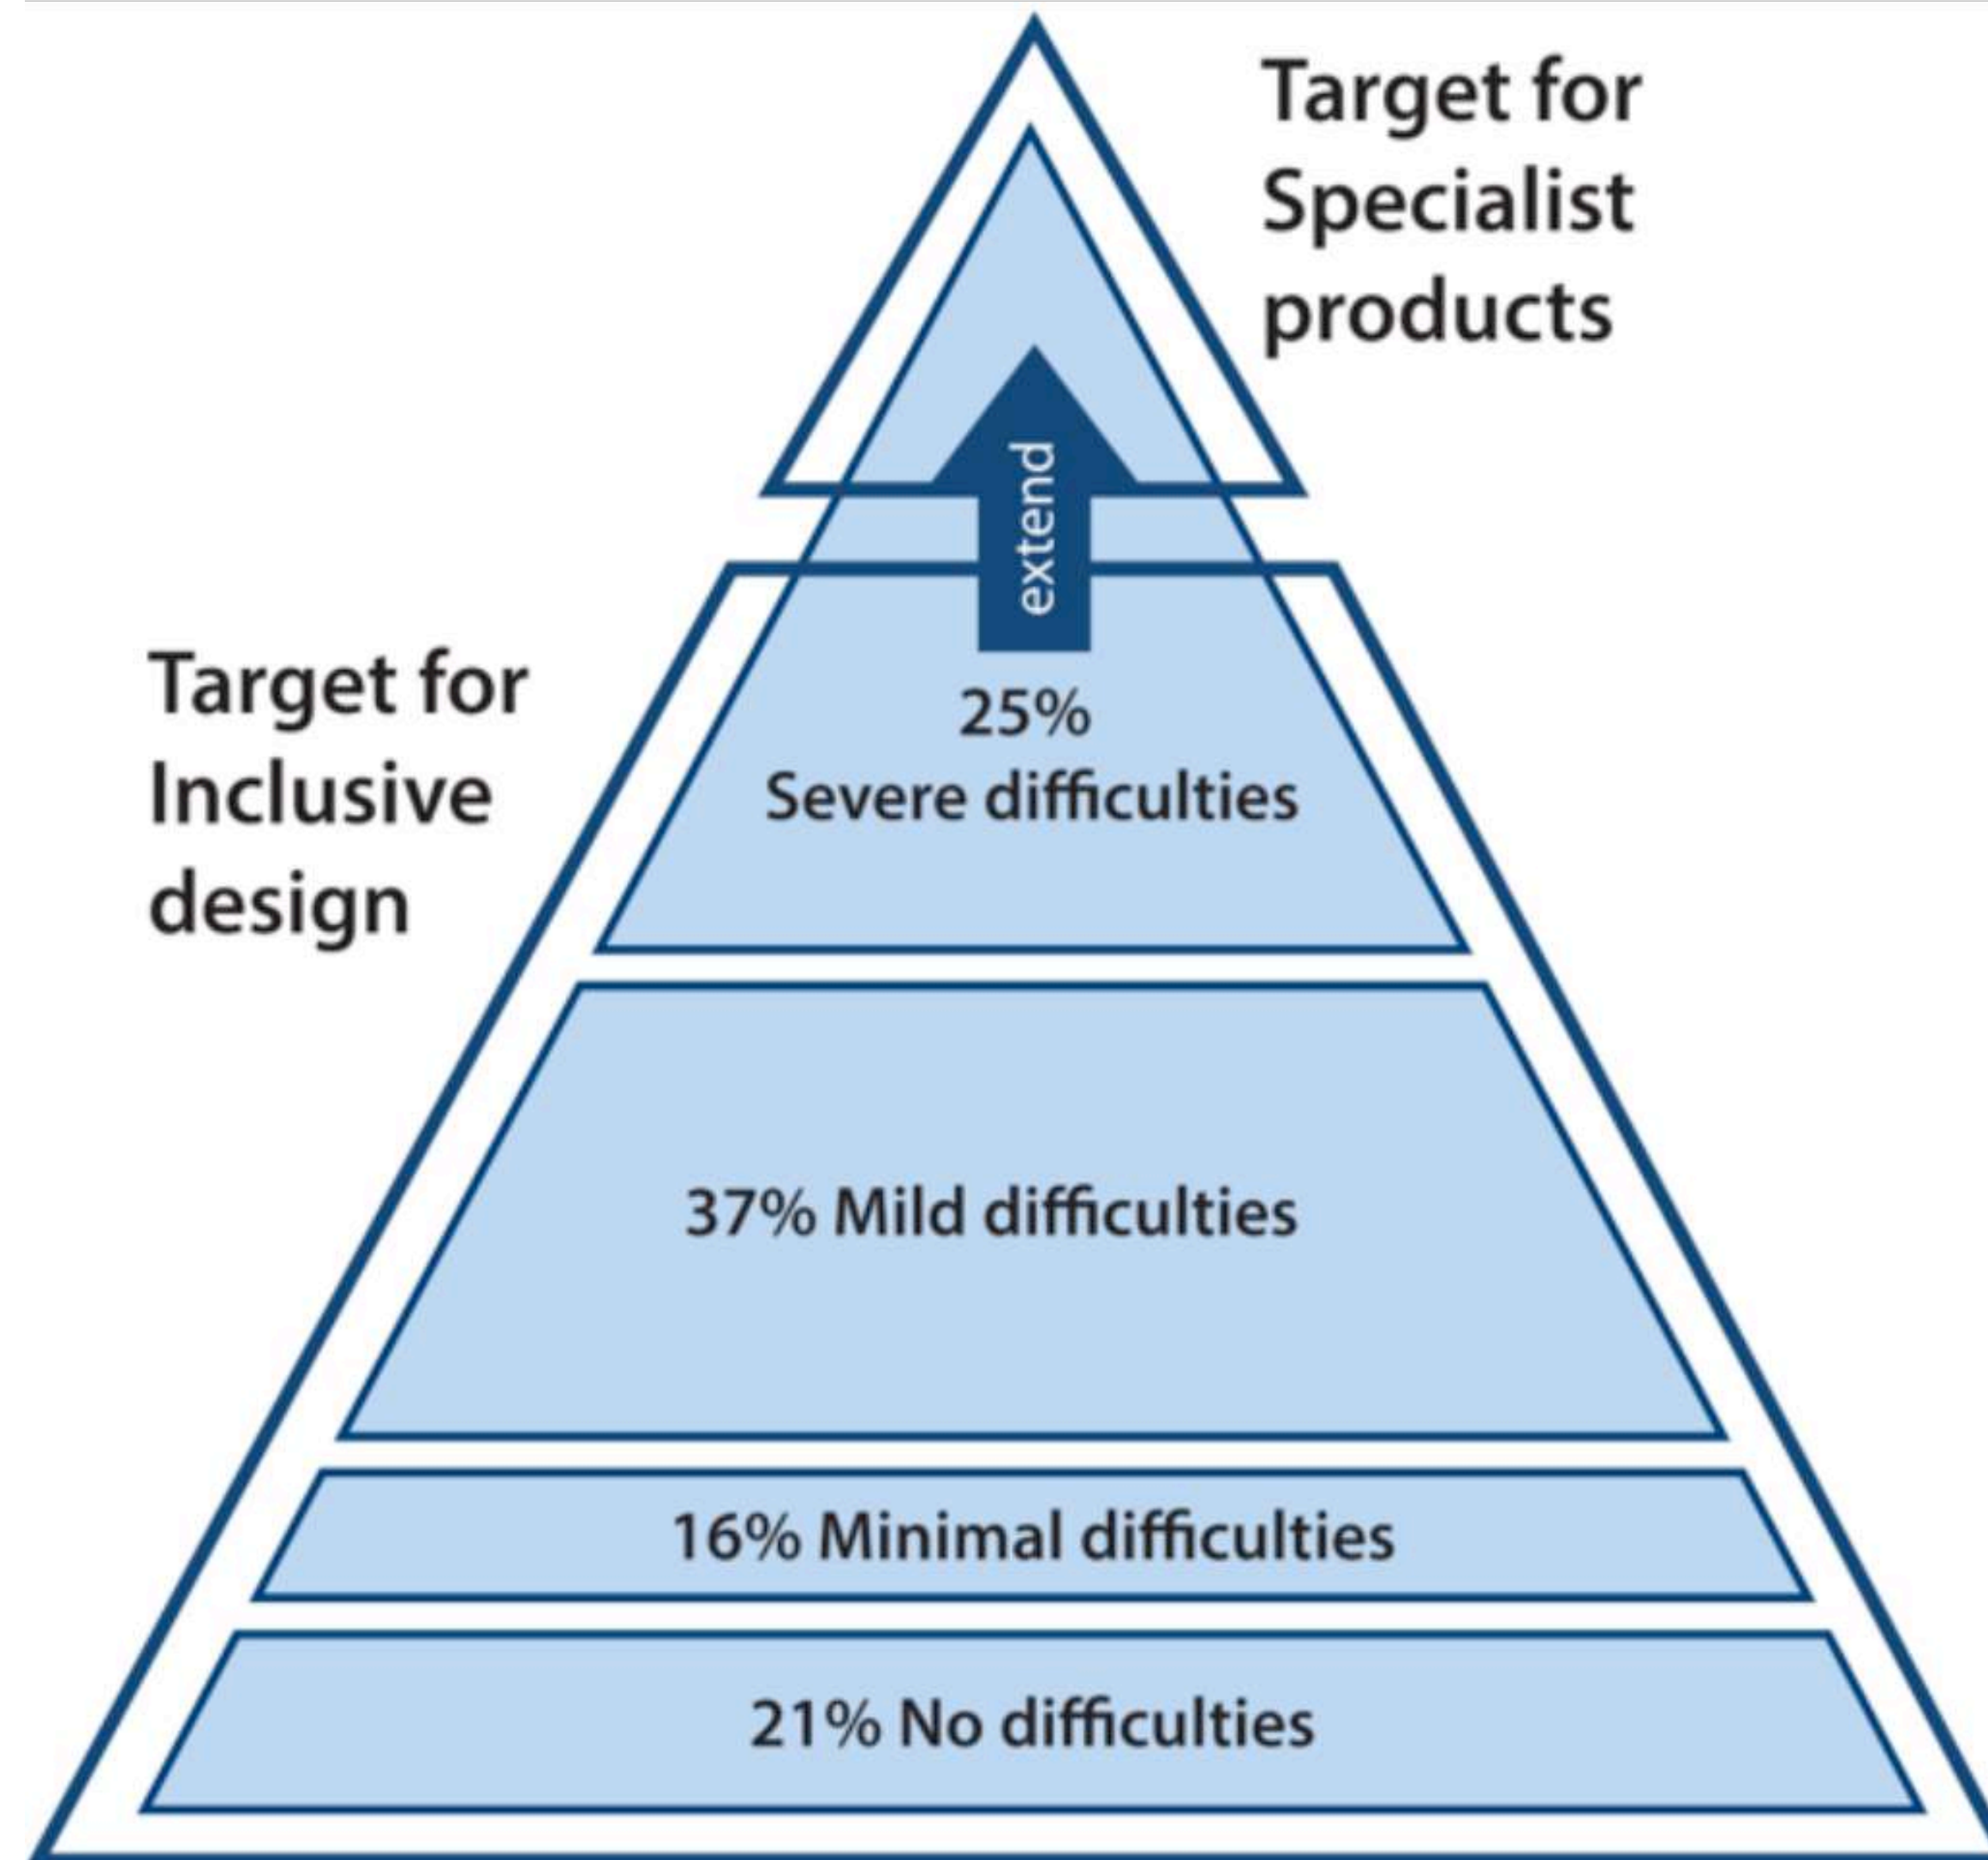 Target for
Specialist
products
extend
Target for
Inclusive
design
25%
Severe difficulties
37% Mild difficulties
16% Minimal difficulties
21% No difficulties